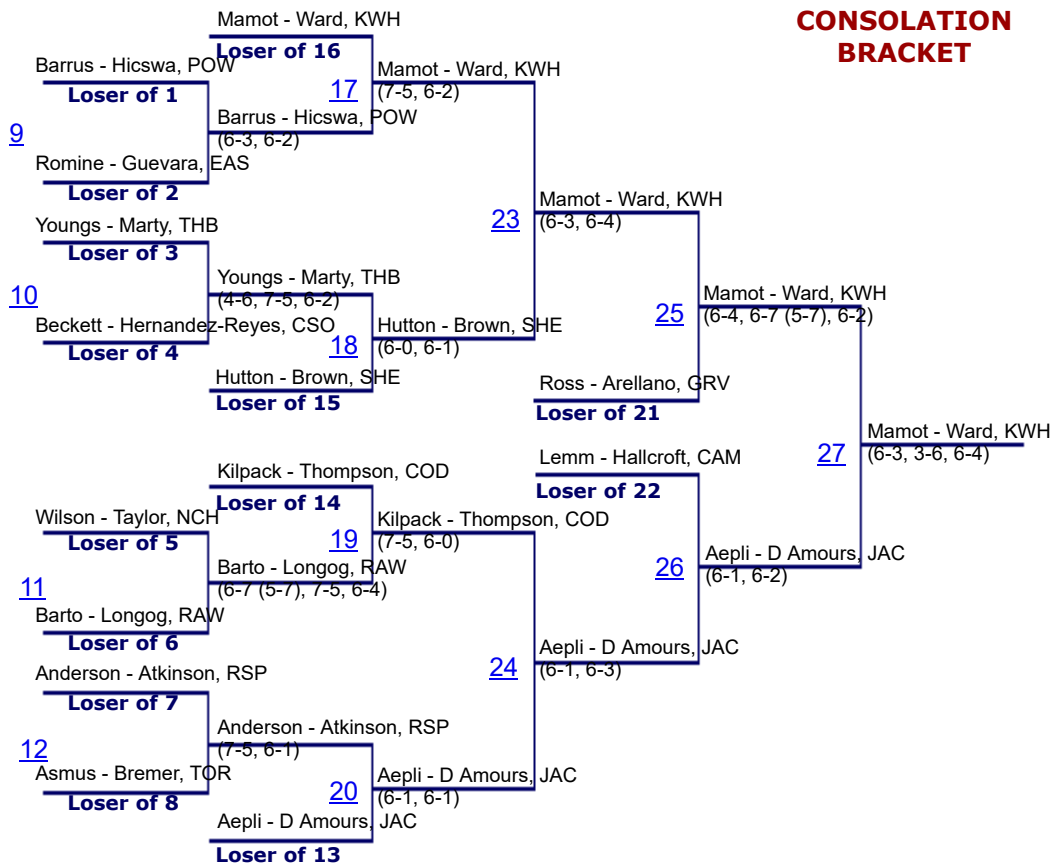 CONSOLATION
BRACKET
Mamot - Ward, KWH
Loser of 16
Barrus - Hicswa, POW
Loser of 1
17
Mamot - Ward, KWH
(7-5, 6-2)
9
Barrus - Hicswa, POW
(6-3, 6-2)
Romine - Guevara, EAS
Loser of 2
23
Mamot - Ward, KWH
(6-3, 6-4)
Youngs - Marty, THB
Loser of 3
10
Youngs - Marty, THB
(4-6, 7-5, 6-2)
Beckett - Hernandez-Reyes, CSO
Loser of 4
18
Hutton - Brown, SHE
(6-0, 6-1)
25
Mamot - Ward, KWH
(6-4, 6-7 (5-7), 6-2)
Hutton - Brown, SHE
Loser of 15
Ross - Arellano, GRV
Loser of 21
27
Mamot - Ward, KWH
(6-3, 3-6, 6-4)
Kilpack - Thompson, COD
Loser of 14
Lemm - Hallcroft, CAM
Loser of 22
Wilson - Taylor, NCH
Loser of 5
19
Kilpack - Thompson, COD
(7-5, 6-0)
11
Barto - Longog, RAW
(6-7 (5-7), 7-5, 6-4)
26
Aepli - D Amours, JAC
(6-1, 6-2)
Barto - Longog, RAW
Loser of 6
24
Aepli - D Amours, JAC
(6-1, 6-3)
Anderson - Atkinson, RSP
Loser of 7
12
Anderson - Atkinson, RSP
(7-5, 6-1)
Asmus - Bremer, TOR
Loser of 8
20
Aepli - D Amours, JAC
(6-1, 6-1)
Aepli - D Amours, JAC
Loser of 13